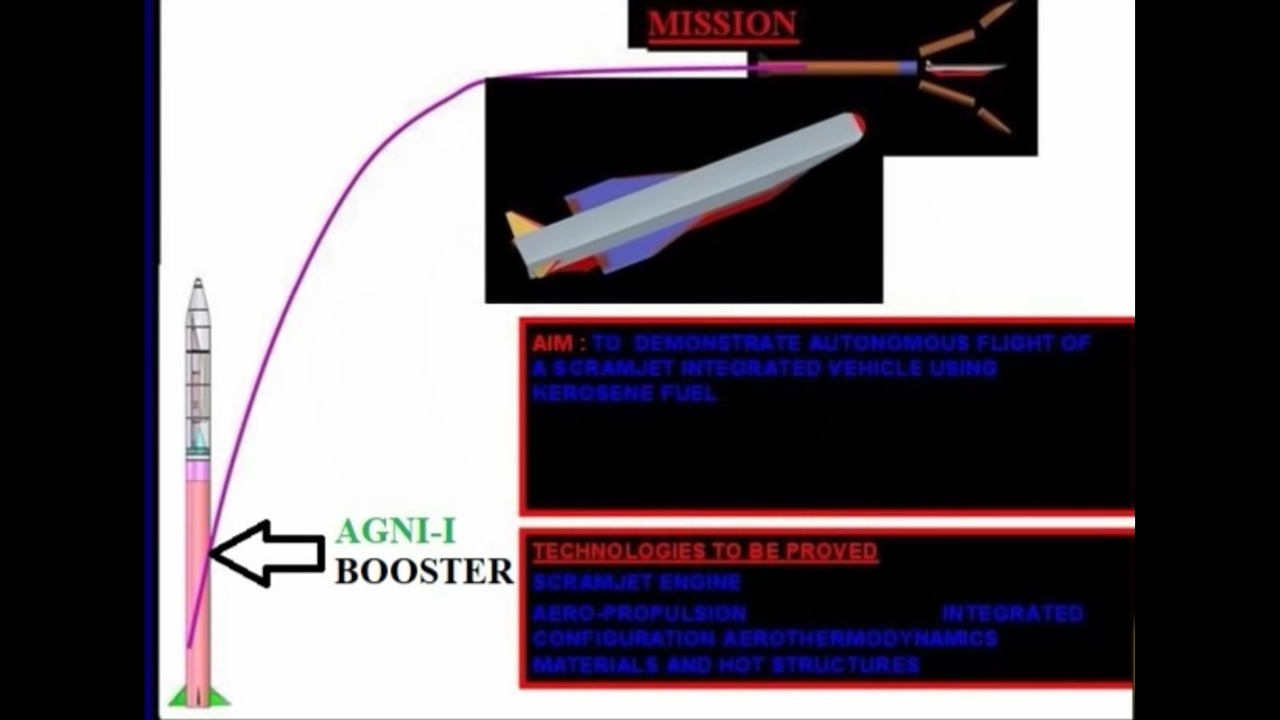 MISSION
AIM : TO DEMONSTRATE AUTONOMOUS FLIGHT OF
A SCRAMJET INTEGRATED VEHICLE USING
KEROSENE FUEL
AGNI-I
BOOSTER
TECHNOLOGIES TO BE PROVED
SCRAMJET ENGINE
AERO-PROPULSION INTEGRATED
CONFIGURATION AEROTHERMODYNAMICS
MATERIALS AND HOT STRUCTURES